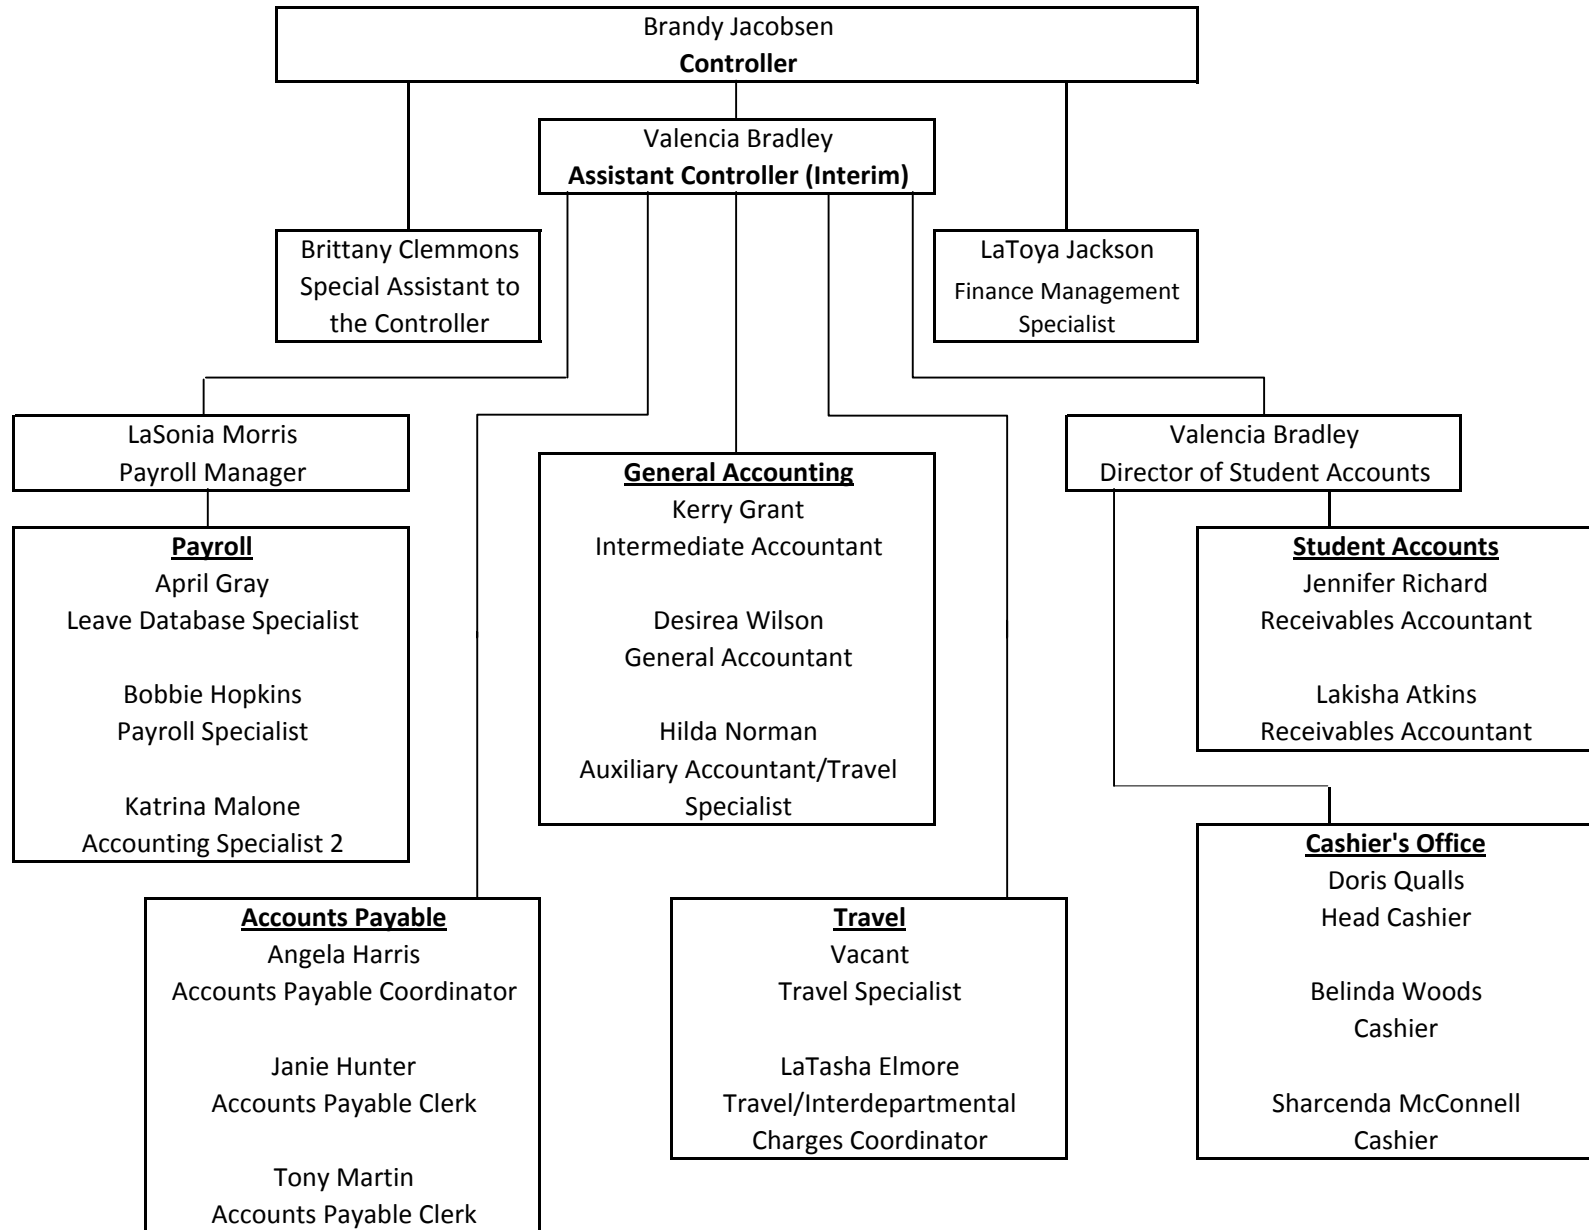 Brandy Jacobsen
Controller
Valencia Bradley
Assistant Controller (Interim)
Brittany Clemmons
Special Assistant to
the Controller
LaToya Jackson
Finance Management
Specialist
LaSonia Morris
Payroll Manager
Valencia Bradley
Director of Student Accounts
Payroll
April Gray
Leave Database Specialist
Bobbie Hopkins
Payroll Specialist
Katrina Malone
Accounting Specialist 2
General Accounting
Kerry Grant
Intermediate Accountant
Desirea Wilson
General Accountant
Hilda Norman
Auxiliary Accountant/Travel
Specialist
Student Accounts
Jennifer Richard
Receivables Accountant
Lakisha Atkins
Receivables Accountant
Accounts Payable
Angela Harris
Accounts Payable Coordinator
Janie Hunter
Accounts Payable Clerk
Tony Martin
Accounts Payable Clerk
Travel
Vacant
Travel Specialist
LaTasha Elmore
Travel/Interdepartmental
Charges Coordinator
Cashier's Office
Doris Qualls
Head Cashier
Belinda Woods
Cashier
Sharcenda McConnell
Cashier